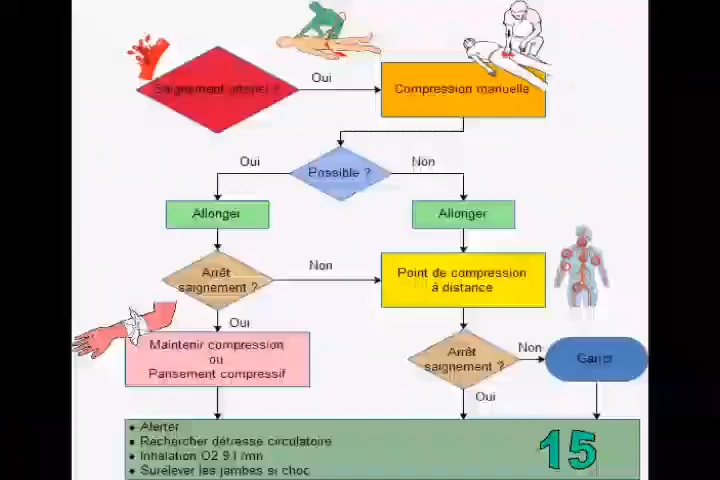 Saignement artériel ?
Oui
Compression manuelle
Oui
Possible ?
Non
Allonger
Allonger
Arrêt
saignement ?
Non
Point de compression
à distance
Oui
Maintenir compression
ou
Pansement compressif
Arrêt
saignement ?
Non
Garrot
Oui
• Alerter
• Rechercher détresse circulatoire
• Inhalation O2 9 l / mn
• Surélever les jambes si choc
15